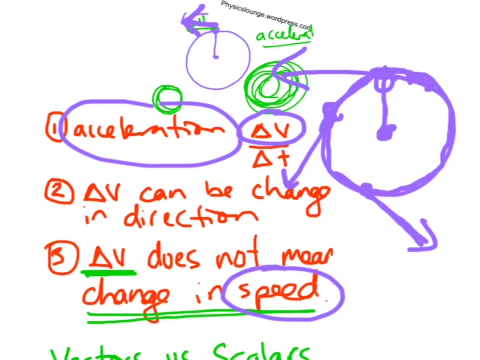 Physicslounge.wordpress.com
V
accelerat
① acceleration ΔV
Δt
② ΔV can be change
in direction
③ ΔV does not mean
change in speed.
Vectors vs Scalars